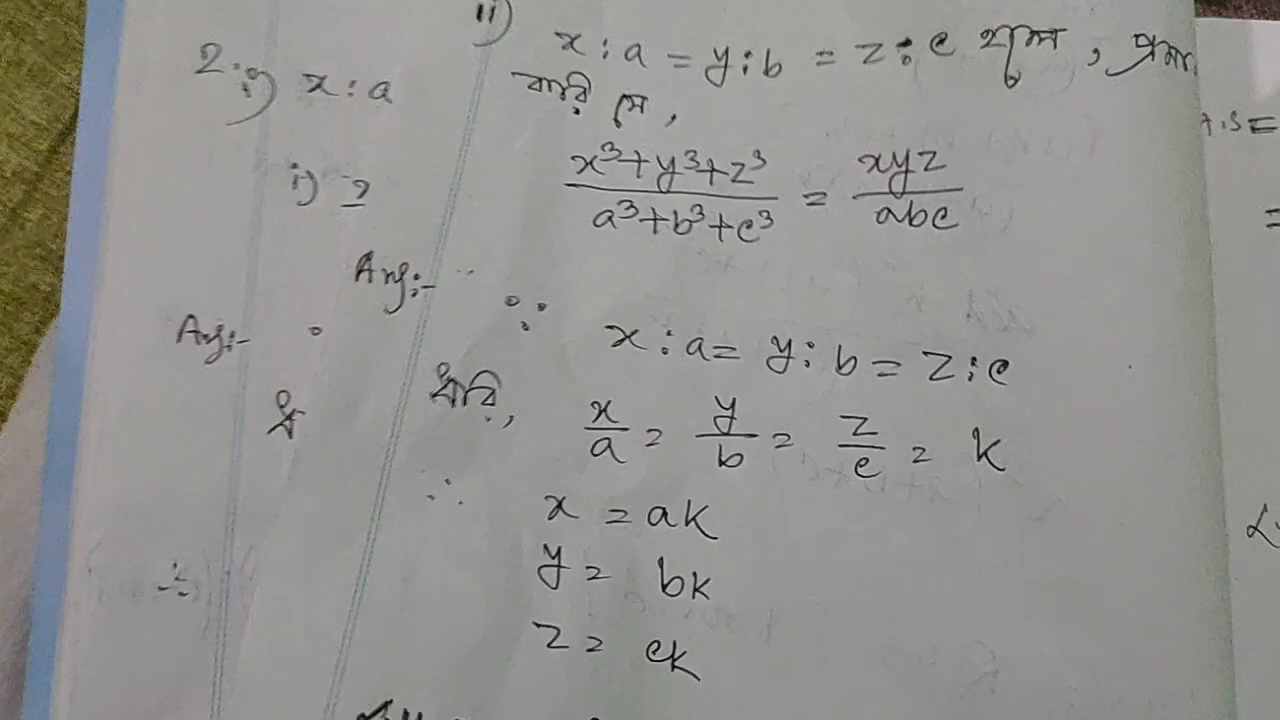 ii) x : a = y : b = z : c হলে, প্রমাণ
2. i) x : a করি যে,
i) 2 x³+y³+z³/a³+b³+c³ = xyz/abc
Ans:-
Ans:- ∵ x : a = y : b = z : c
ধ ধরি, x/a = y/b = z/c = k
∴ x = ak
y = bk
z = ck